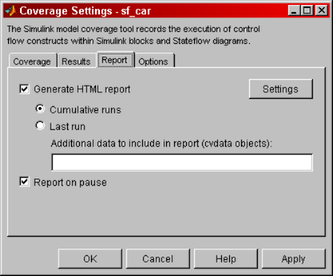 Coverage Settings - sf_car
The Simulink model coverage tool records the execution of control
flow constructs within Simulink blocks and Stateflow diagrams.
Coverage Results Report Options
Generate HTML report Settings
Cumulative runs
Last run
Additional data to include in report (cvdata objects):
Report on pause
OK Cancel Help Apply